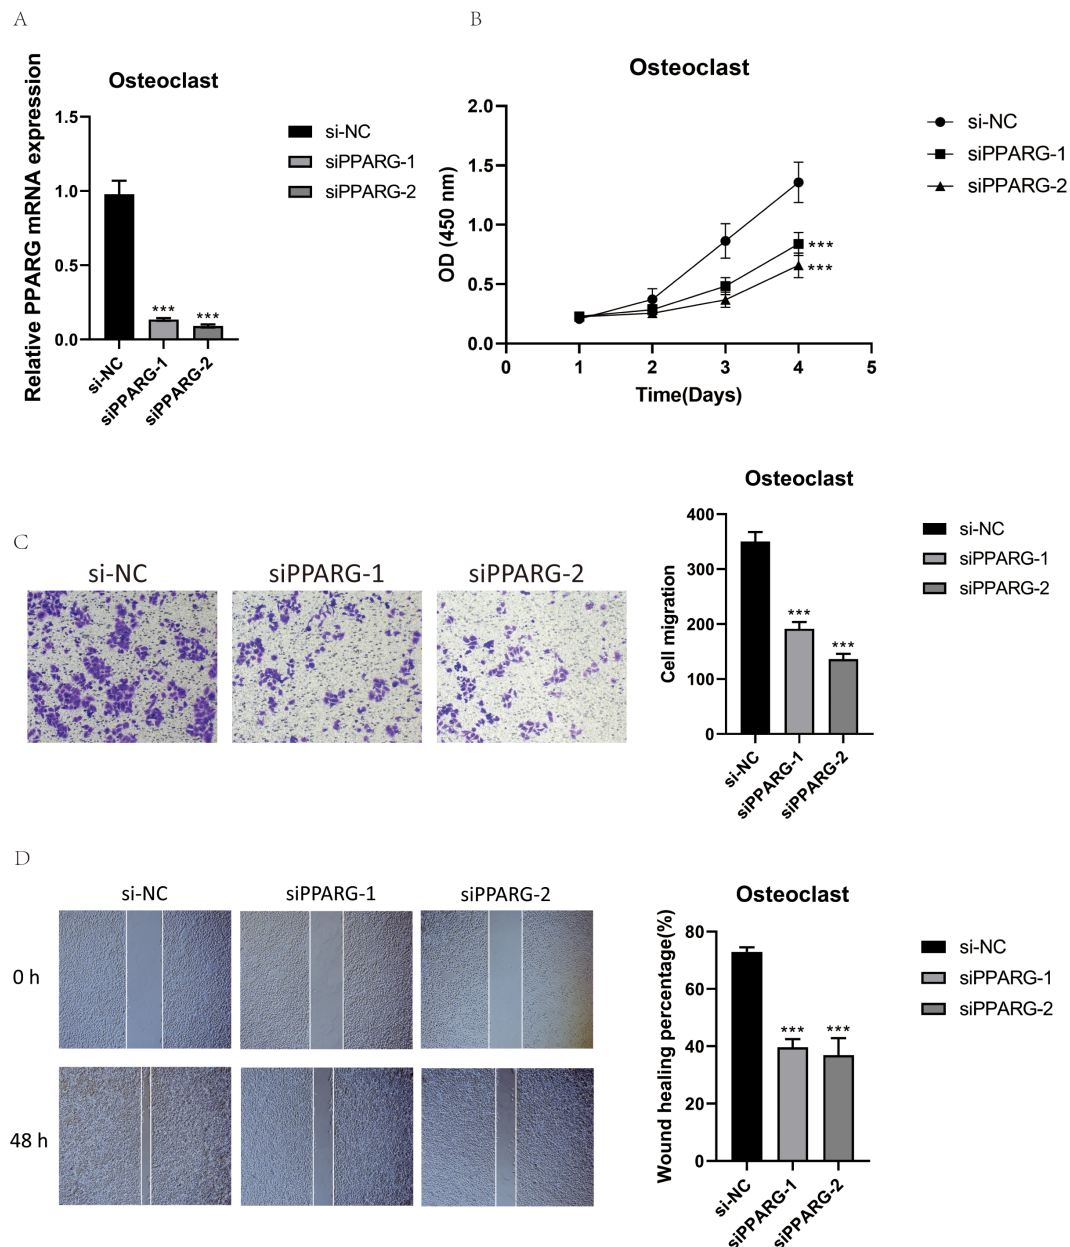 A
Osteoclast
Relative PPARG mRNA expression
1.5
1.0
0.5
0.0
***
***
si-NC
siPPARG-1
siPPARG-2
si-NC
siPPARG-1
siPPARG-2
B
Osteoclast
OD (450 nm)
2.0
1.5
1.0
0.5
0.0
***
***
0 1 2 3 4 5
Time(Days)
si-NC
siPPARG-1
siPPARG-2
C
si-NC siPPARG-1 siPPARG-2
Osteoclast
Cell migration
400
300
200
100
0
***
***
si-NC
siPPARG-1
siPPARG-2
si-NC
siPPARG-1
siPPARG-2
D
si-NC siPPARG-1 siPPARG-2
0 h
48 h
Osteoclast
Wound healing percentage(%)
80
60
40
20
0
***
***
si-NC
siPPARG-1
siPPARG-2
si-NC
siPPARG-1
siPPARG-2